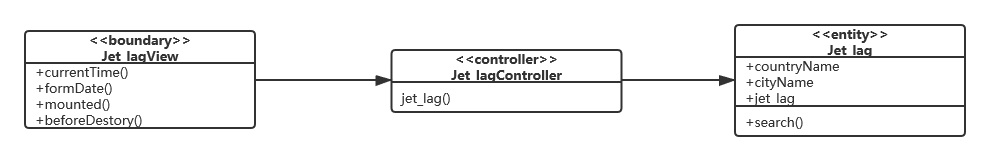 <<boundary>>
Jet_lagView
+currentTime()
+formDate()
+mounted()
+beforeDestory()
<<controller>>
Jet_lagController
jet_lag()
<<entity>>
Jet_lag
+countryName
+cityName
+jet_lag
+search()